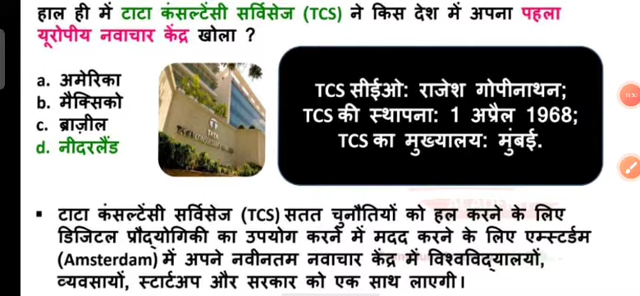 हाल ही में टाटा कंसल्टेंसी सर्विसेज (TCS) ने किस देश में अपना पहला
यूरोपीय नवाचार केंद्र खोला ?
a. अमेरिका
b. मेक्सिको
c. ब्राज़ील
d. नीदरलैंड
TCS सीईओ: राजेश गोपीनाथन;
TCS की स्थापना: 1 अप्रैल 1968;
TCS का मुख्यालय: मुंबई.
टाटा कंसल्टेंसी सर्विसेज (TCS) सतत चुनौतियों को हल करने के लिए
डिजिटल प्रौद्योगिकी का उपयोग करने में मदद करने के लिए एम्स्टर्डम
(Amsterdam) में अपने नवीनतम नवाचार केंद्र में विश्वविद्यालयों,
व्यवसायों, स्टार्टअप और सरकार को एक साथ लाएगी।